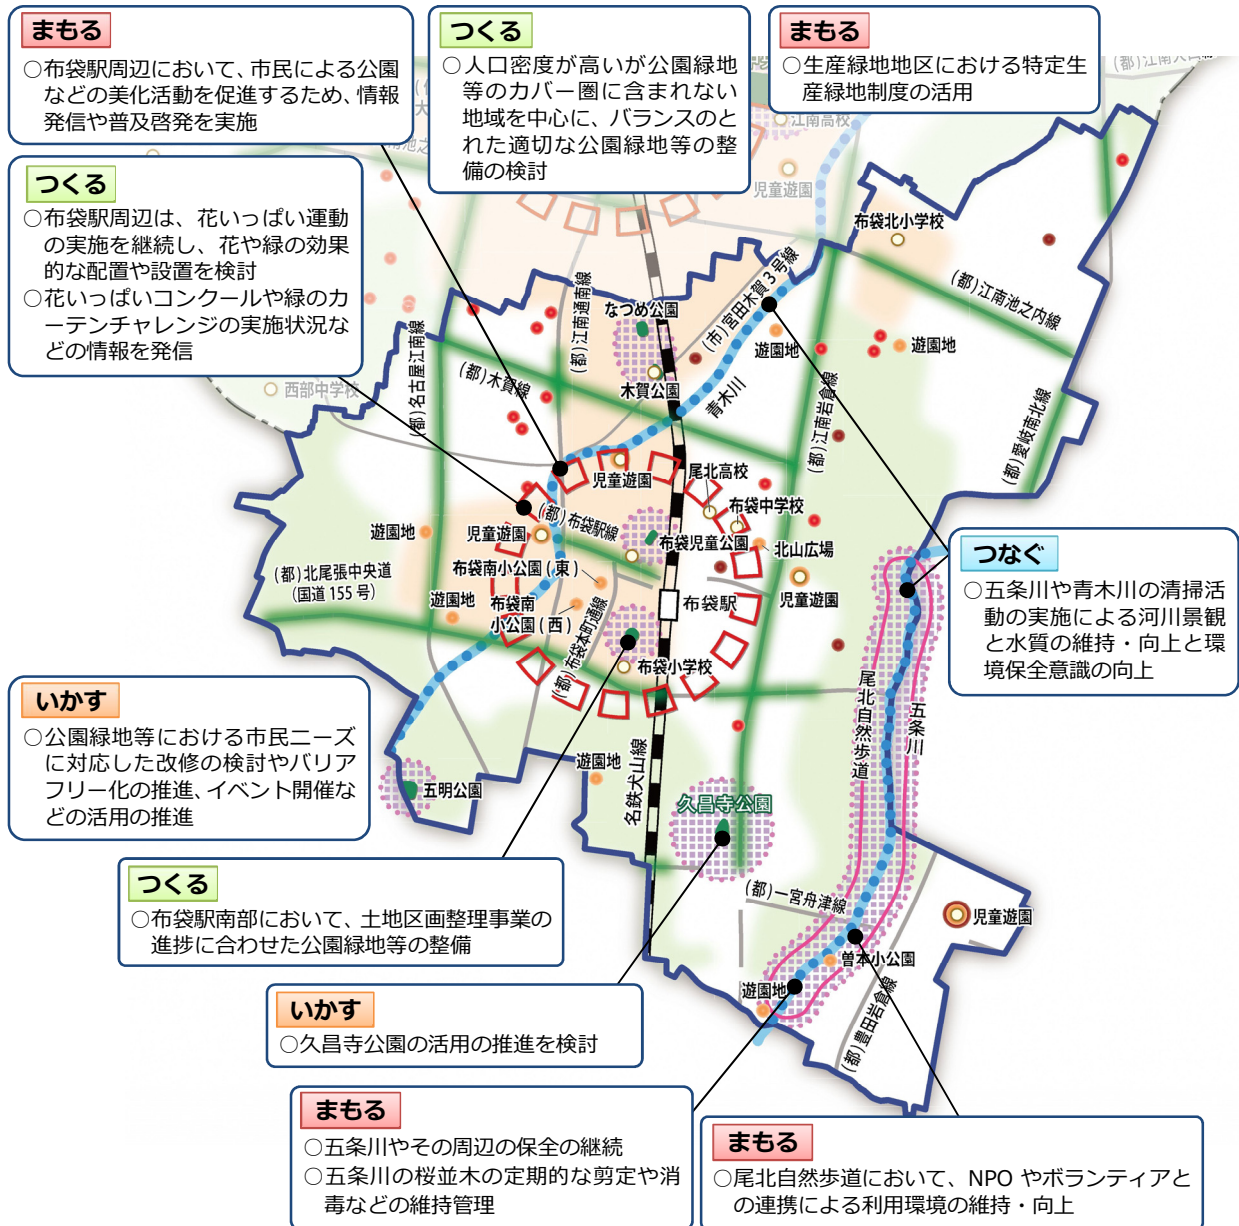 まもる
○布袋駅周辺において、市民による公園
などの美化活動を促進するため、情報
発信や普及啓発を実施
つくる
○人口密度が高いが公園緑地
等のカバー圏に含まれない
地域を中心に、バランスのと
れた適切な公園緑地等の整
備の検討
まもる
○生産緑地地区における特定生
産緑地制度の活用
つくる
○布袋駅周辺は、花いっぱい運動
の実施を継続し、花や緑の効果
的な配置や設置を検討
○花いっぱいコンクールや緑のカ
ーテンチャレンジの実施状況な
どの情報を発信
江南高校
児童遊園
布袋北小学校
(都)江南池之内線
(市)宮田木賀3号線
(都)江南通南線
なつめ公園
遊園地
遊園地
(都)名古屋江南線
(都)木賀線
木賀公園
青木川
西部中学校
(都)江南岩倉線
(都)愛岐南北線
児童遊園
尾北高校
布袋中学校
(都)布袋駅線
遊園地
児童遊園
布袋児童公園
北山広場
布袋南小公園(東)
(都)北尾張中央道
(国道155号)
遊園地
布袋南
小公園(西)
(都)布袋本町通線
布袋駅
児童遊園
布袋小学校
つなぐ
○五条川や青木川の清掃活
動の実施による河川景観
と水質の維持・向上と環
境保全意識の向上
尾北自然歩道
五条川
いかす
○公園緑地等における市民ニーズ
に対応した改修の検討やバリア
フリー化の推進、イベント開催な
どの活用の推進
五明公園
遊園地
名鉄犬山線
久昌寺公園
つくる
○布袋駅南部において、土地区画整理事業の
進捗に合わせた公園緑地等の整備
(都)一宮舟津線
児童遊園
曽本小公園
遊園地
(都)豊田岩倉線
いかす
○久昌寺公園の活用の推進を検討
まもる
○五条川やその周辺の保全の継続
○五条川の桜並木の定期的な剪定や消
毒などの維持管理
まもる
○尾北自然歩道において、NPO やボランティアと
の連携による利用環境の維持・向上